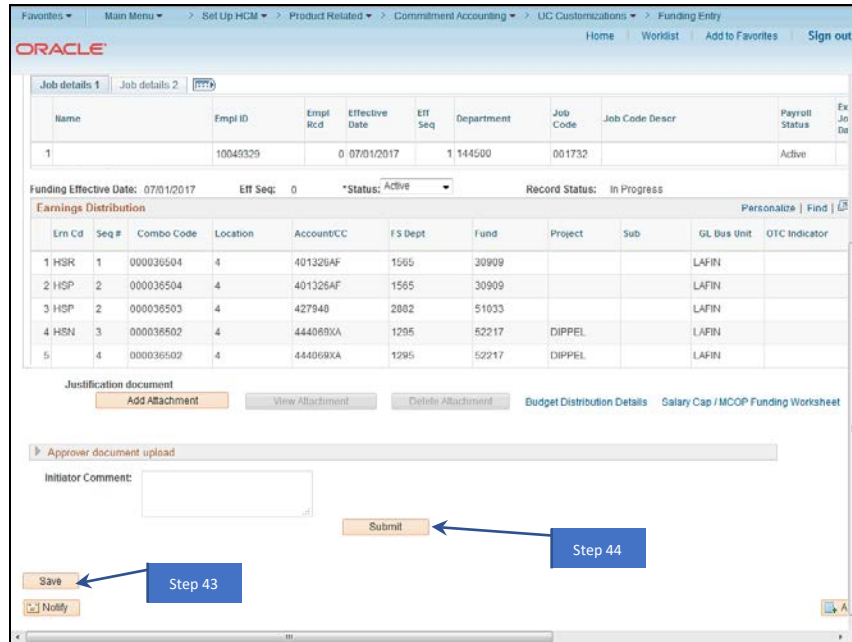 Favorites Main Menu > Set Up HCM > Product Related > Commitment Accounting > UC Customizations > Funding Entry
Home Worklist Add to Favorites Sign out
ORACLE
Job details 1 Job details 2
Name Empl ID Empl Rcd Effective Date Eff Seq Department Job Code Job Code Descr Payroll Status
1 10049329 0 07/01/2017 1 144500 001732 Active
Funding Effective Date: 07/01/2017 Eff Seq: 0 *Status: Active Record Status: In Progress
Earnings Distribution Personalize | Find |
Ern Cd Seq # Combo Code Location Account/CC FS Dept Fund Project Sub GL Bus Unit OTC Indicator
1 HSR 1 000036504 4 401326AF 1565 30909 LAFIN
2 HSP 2 000036504 4 401326AF 1565 30909 LAFIN
3 HSP 2 000036503 4 427948 2882 51033 LAFIN
4 HSN 3 000036502 4 444069XA 1295 52217 DIPPEL LAFIN
5 4 000036502 4 444069XA 1295 52217 DIPPEL LAFIN
Justification document
Add Attachment View Attachment Delete Attachment Budget Distribution Details Salary Cap / MCOP Funding Worksheet
Approver document upload
Initiator Comment:
Submit
Step 44
Save
Step 43
Notify